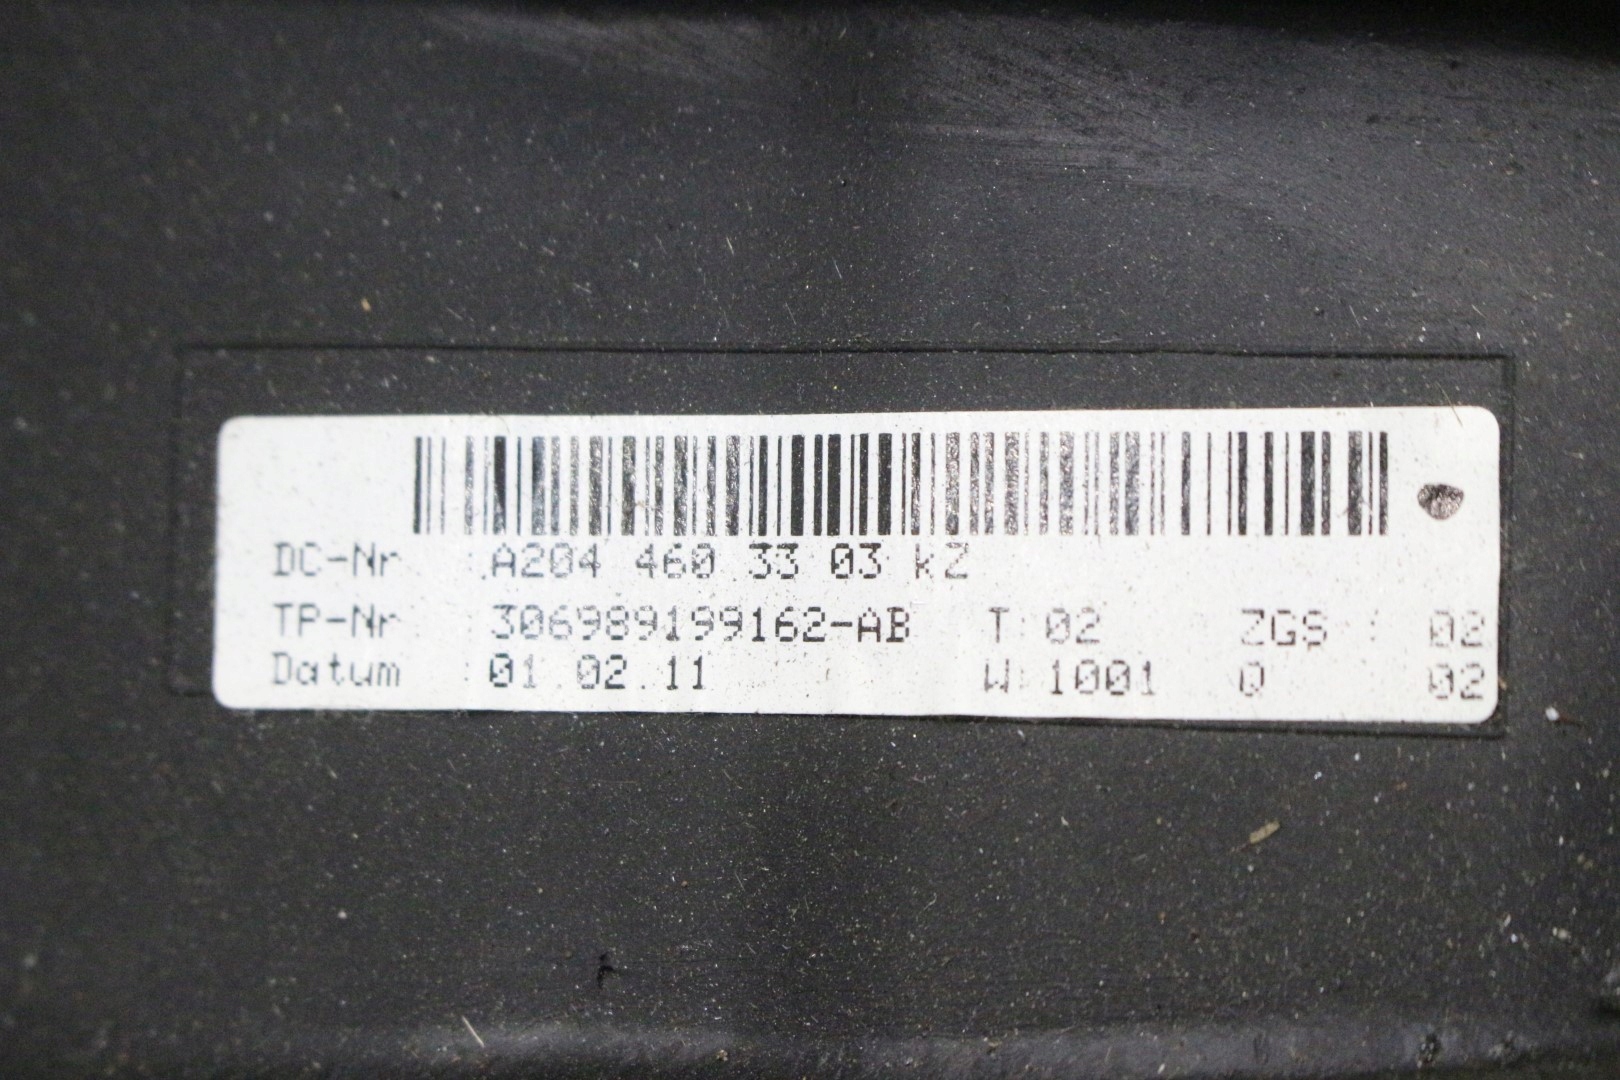 DC-Nr : A204 460 33 03 kZ
TP-Nr : 306989199162-AB T:02 ZGS : 02
Datum : 01.02.11 W:1001 Q 02